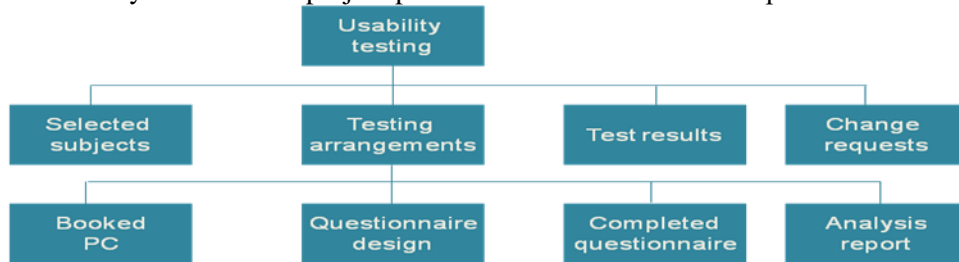 Usability
testing
Selected
subjects
Testing
arrangements
Test results
Change
requests
Booked
PC
Questionnaire
design
Completed
questionnaire
Analysis
report